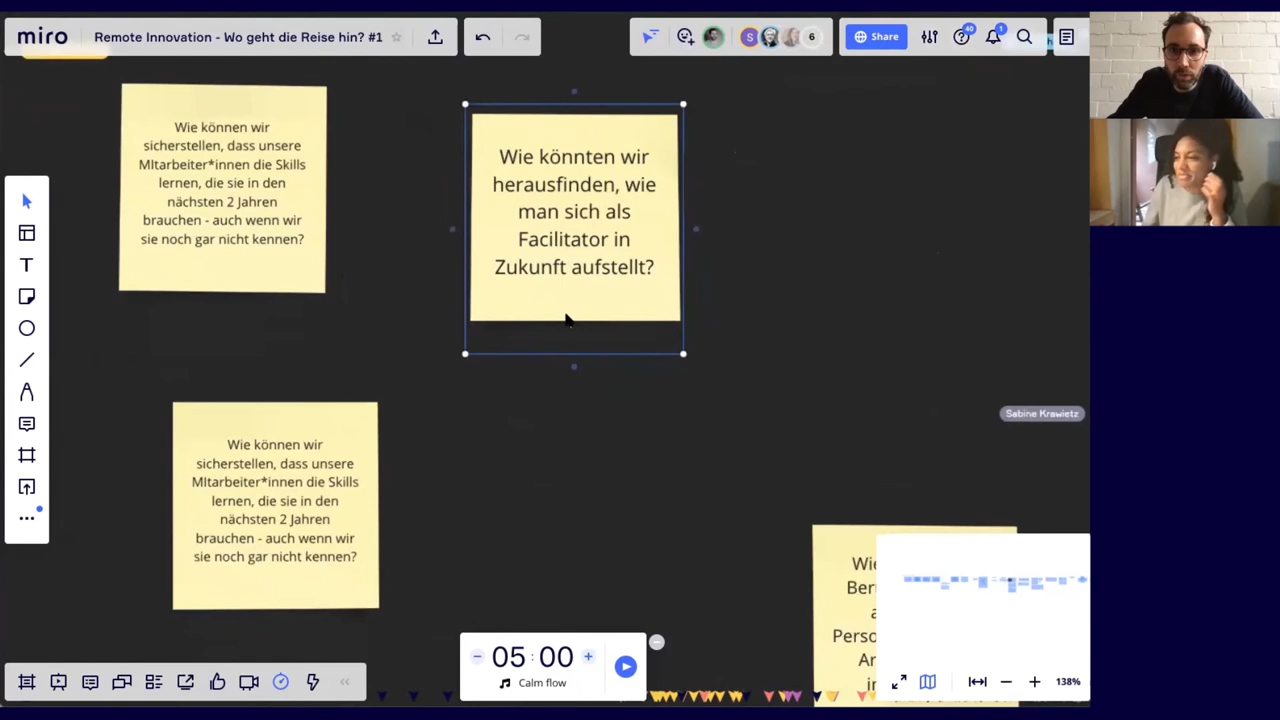 miro
Remote Innovation - Wo geht die Reise hin? #1
S
6
Share
40
1
Wie können wir
sicherstellen, dass unsere
MItarbeiter*innen die Skills
lernen, die sie in den
nächsten 2 Jahren
brauchen - auch wenn wir
sie noch gar nicht kennen?
Wie könnten wir
herausfinden, wie
man sich als
Facilitator in
Zukunft aufstellt?
T
Sabine Krawietz
Wie können wir
sicherstellen, dass unsere
MItarbeiter*innen die Skills
lernen, die sie in den
nächsten 2 Jahren
brauchen - auch wenn wir
sie noch gar nicht kennen?
05 : 00
Calm flow
138%